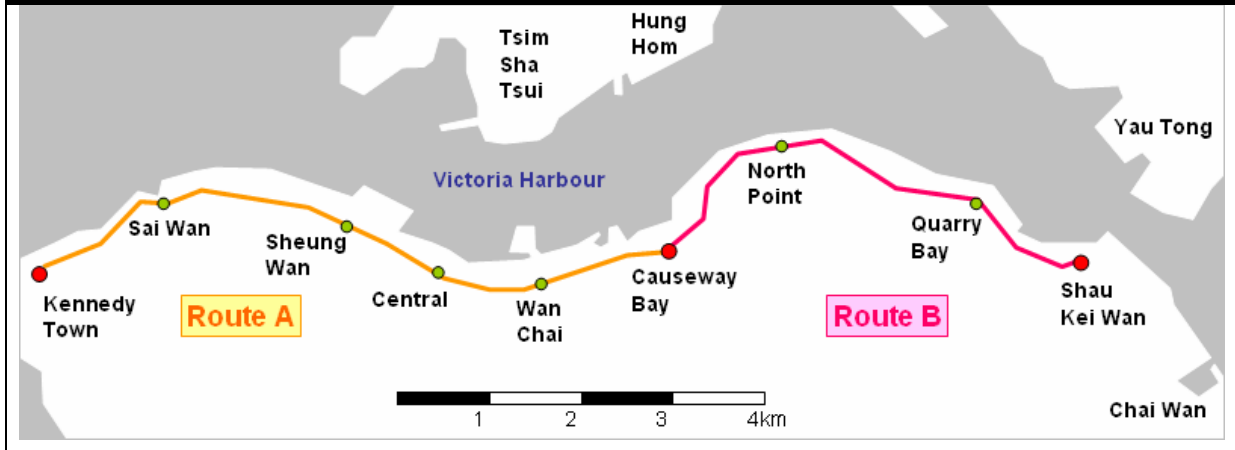 Tsim
Sha
Tsui
Hung
Hom
Yau Tong
Victoria Harbour
North
Point
Sai Wan
Sheung
Wan
Quarry
Bay
Kennedy
Town
Central
Causeway
Bay
Wan
Chai
Shau
Kei Wan
Route A
Route B
1 2 3 4km
Chai Wan